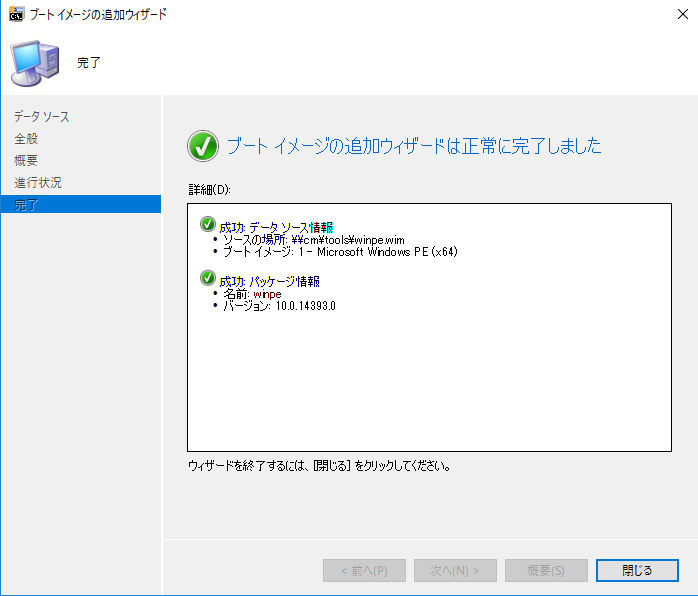 ブート イメージの追加ウィザード
完了
データ ソース
全般
概要
進行状況
完了
ブート イメージの追加ウィザードは正常に完了しました
詳細(D):
成功: データ ソース情報
• ソースの場所: \\cm\tools\winpe.wim
• ブート イメージ: 1 - Microsoft Windows PE (x64)
成功: パッケージ情報
• 名前: winpe
• バージョン: 10.0.14393.0
ウィザードを終了するには、[閉じる] をクリックしてください。
< 前へ(P)
次へ(N) >
概要(S)
閉じる